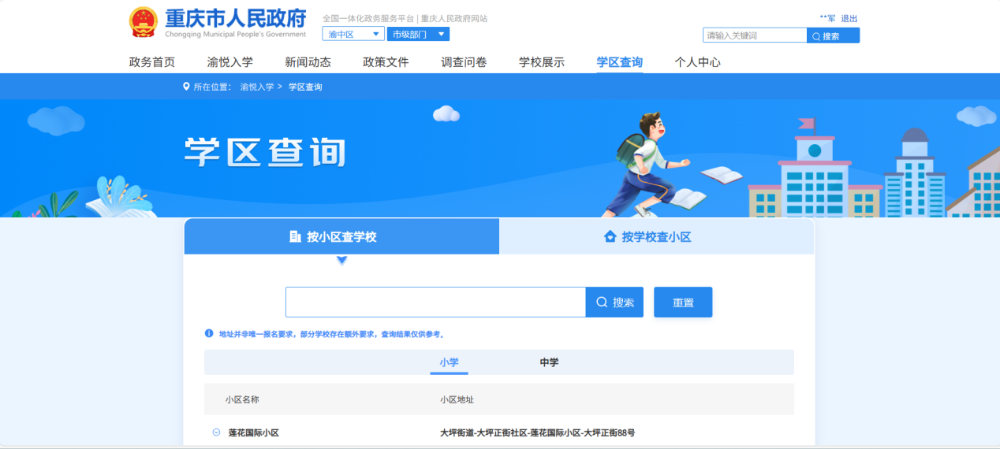 重庆市人民政府
Chongqing Municipal People's Government
全国一体化政务服务平台 | 重庆人民政府网站
渝中区 市级部门
**军 退出
请输入关键词 搜索
政务首页 渝悦入学 新闻动态 政策文件 调查问卷 学校展示 学区查询 个人中心
所在位置： 渝悦入学 > 学区查询
学区查询
按小区查学校 按学校查小区
搜索 重置
地址并非唯一报名要求，部分学校存在额外要求，查询结果仅供参考。
小学 中学
小区名称 小区地址
莲花国际小区 大坪街道-大坪正街社区-莲花国际小区-大坪正街88号